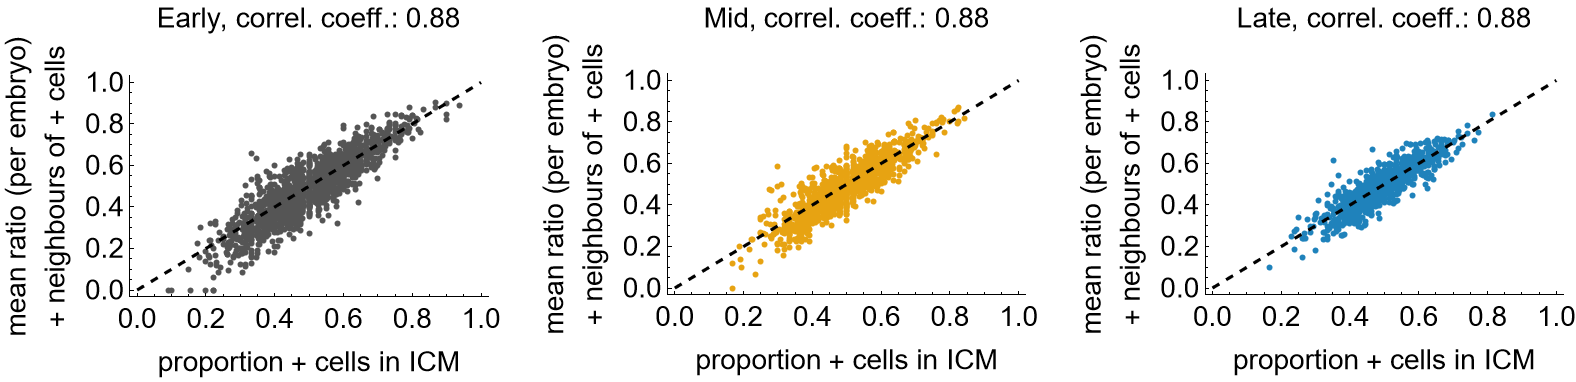 Early, correl. coeff.: 0.88
mean ratio (per embryo)
+ neighbours of + cells
1.0
0.8
0.6
0.4
0.2
0.0
0.0 0.2 0.4 0.6 0.8 1.0
proportion + cells in ICM
Mid, correl. coeff.: 0.88
mean ratio (per embryo)
+ neighbours of + cells
1.0
0.8
0.6
0.4
0.2
0.0
0.0 0.2 0.4 0.6 0.8 1.0
proportion + cells in ICM
Late, correl. coeff.: 0.88
mean ratio (per embryo)
+ neighbours of + cells
1.0
0.8
0.6
0.4
0.2
0.0
0.0 0.2 0.4 0.6 0.8 1.0
proportion + cells in ICM